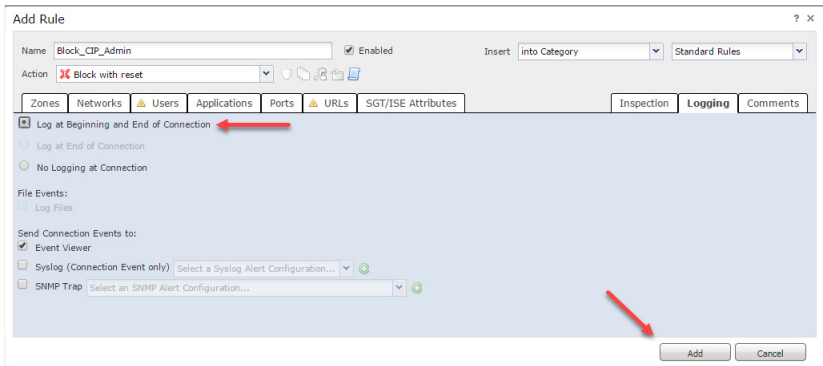 Add Rule ? ×
Name Block_CIP_Admin Enabled Insert into Category Standard Rules
Action Block with reset
Zones Networks Users Applications Ports URLs SGT/ISE Attributes Inspection Logging Comments
Log at Beginning and End of Connection
Log at End of Connection
No Logging at Connection
File Events:
Log Files
Send Connection Events to:
Event Viewer
Syslog (Connection Event only) Select a Syslog Alert Configuration...
SNMP Trap Select an SNMP Alert Configuration...
Add Cancel